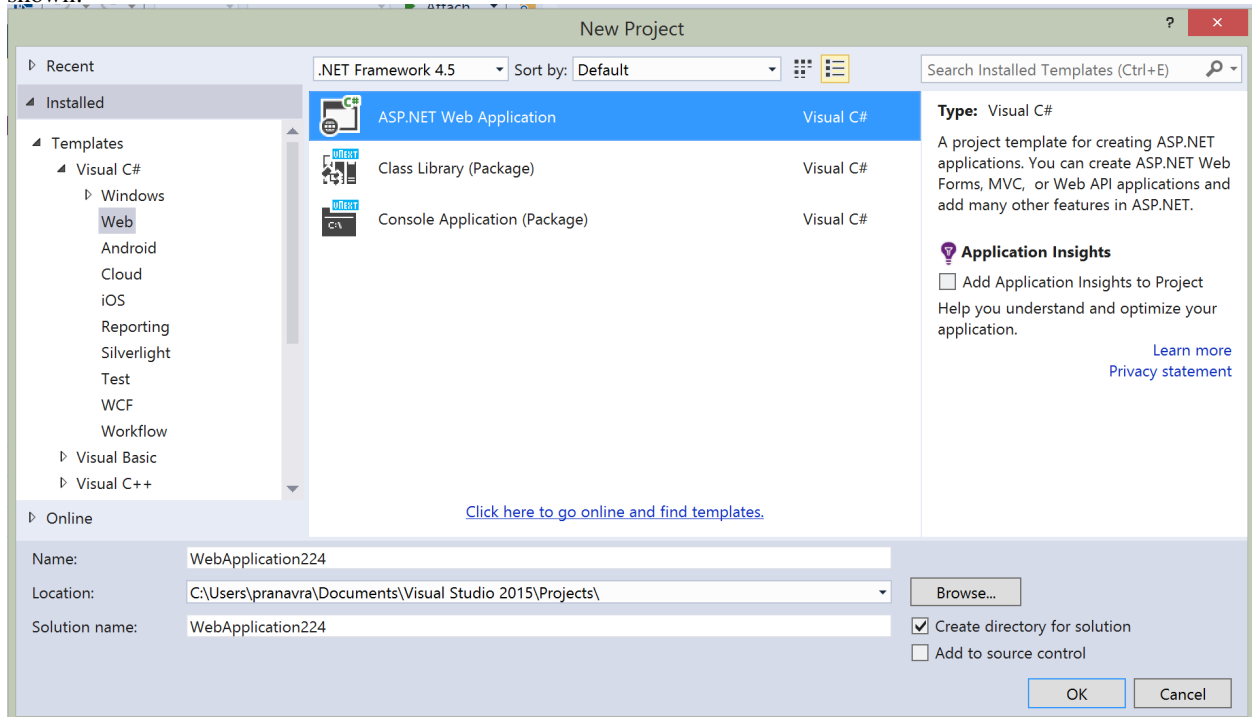 shown.
Attach
New Project
?
Recent
.NET Framework 4.5
Sort by: Default
Search Installed Templates (Ctrl+E)
Installed
Templates
Visual C#
Windows
Web
Android
Cloud
iOS
Reporting
Silverlight
Test
WCF
Workflow
Visual Basic
Visual C++
Online
C#
ASP.NET Web Application Visual C#
Class Library (Package) Visual C#
C:\
Console Application (Package) Visual C#
Click here to go online and find templates.
Type: Visual C#
A project template for creating ASP.NET
applications. You can create ASP.NET Web
Forms, MVC, or Web API applications and
add many other features in ASP.NET.
Application Insights
Add Application Insights to Project
Help you understand and optimize your
application.
Learn more
Privacy statement
Name: WebApplication224
Location: C:\Users\pranavra\Documents\Visual Studio 2015\Projects\
Browse...
Solution name: WebApplication224
Create directory for solution
Add to source control
OK Cancel